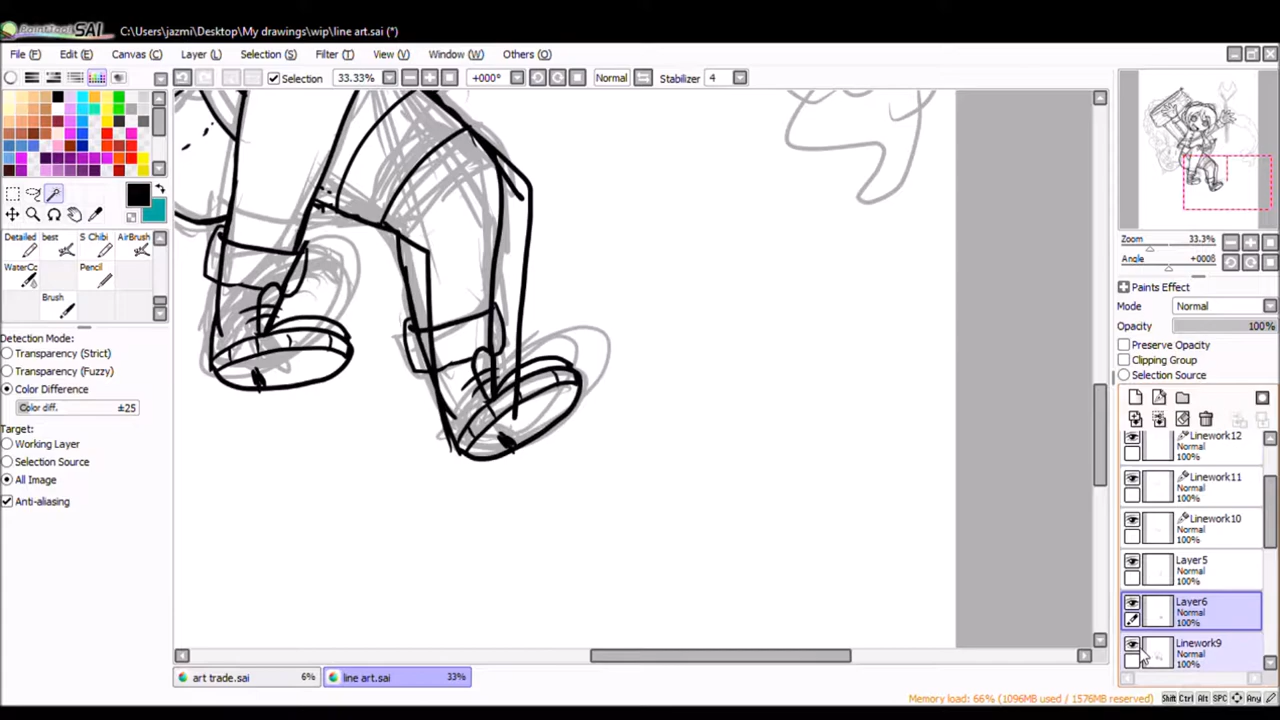 PaintTool SAI C:\Users\jazmi\Desktop\My drawings\wip\line art.sai (*)
File (F) Edit (E) Canvas (C) Layer (L) Selection (S) Filter (T) View (V) Window (W) Others (O)
Selection 33.33% +000° Normal Stabilizer 4
Detailed best S Chibi AirBrus
WaterCo Pencil
Brush
Detection Mode:
Transparency (Strict)
Transparency (Fuzzy)
Color Difference
Color diff. ±25
Target:
Working Layer
Selection Source
All Image
Anti-aliasing
Zoom 33.3%
Angle +0008
Paints Effect
Mode Normal
Opacity 100%
Preserve Opacity
Clipping Group
Selection Source
Linework12
Normal
100%
Linework11
Normal
100%
Linework10
Normal
100%
Layer5
Normal
100%
Layer6
Normal
100%
Linework9
Normal
100%
art trade.sai 6% line art.sai 33%
Memory load: 66% (1096MB used / 1576MB reserved) Shift Ctrl Alt SPC Any